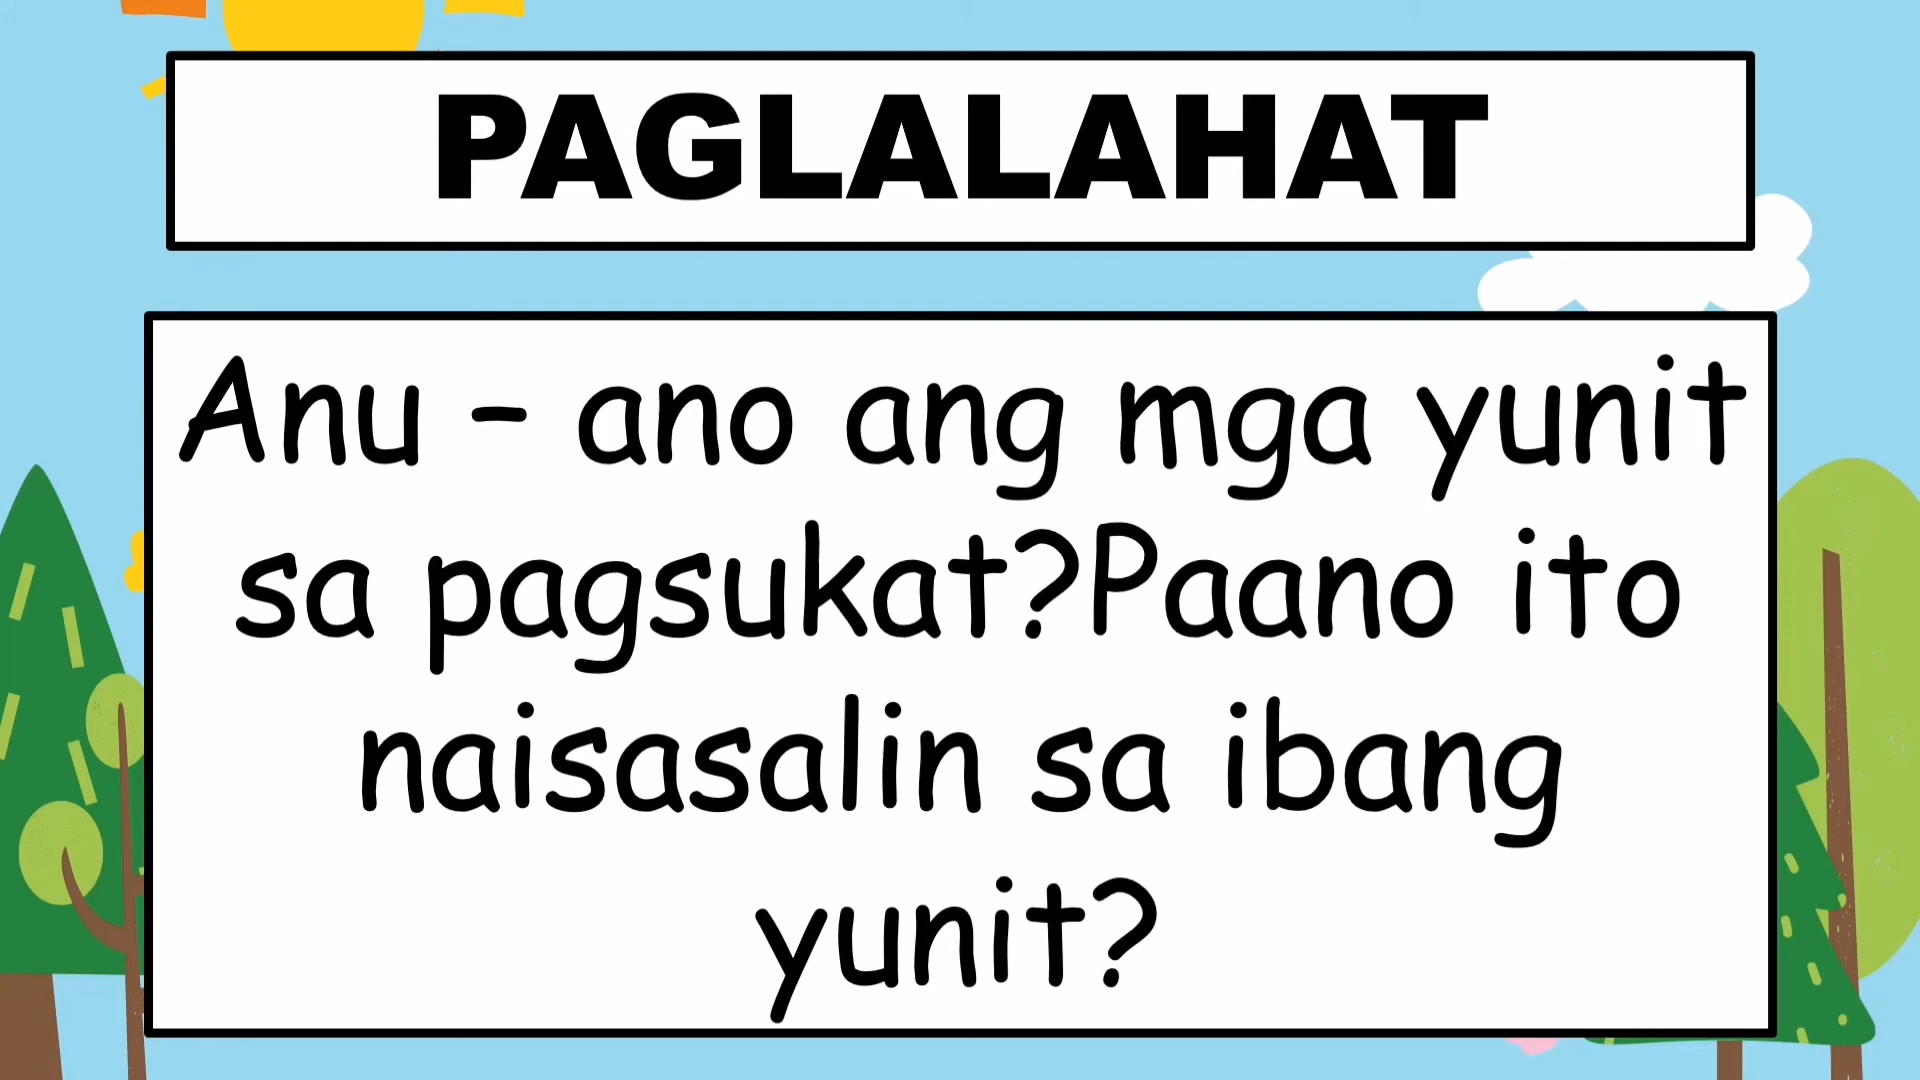 PAGLALAHAT
Anu – ano ang mga yunit
sa pagsukat?Paano ito
naisasalin sa ibang
yunit?